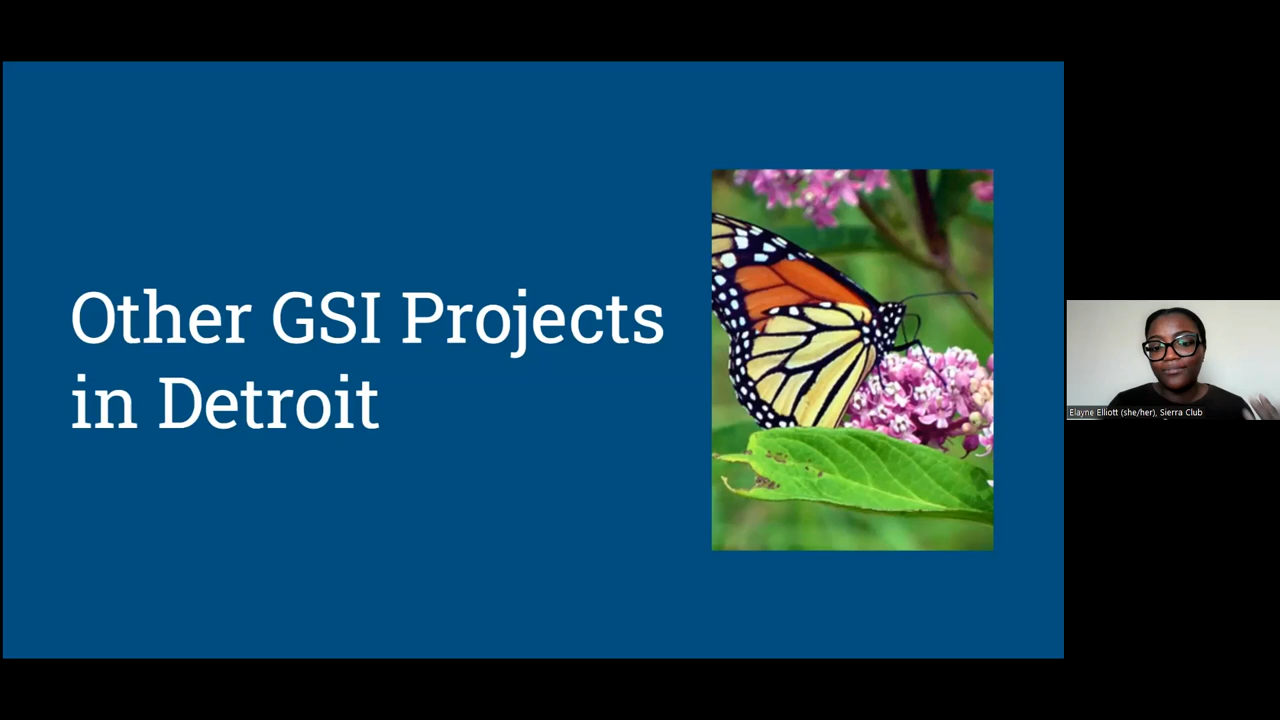 Other GSI Projects
in Detroit
Elayne Elliott (she/her), Sierra Club